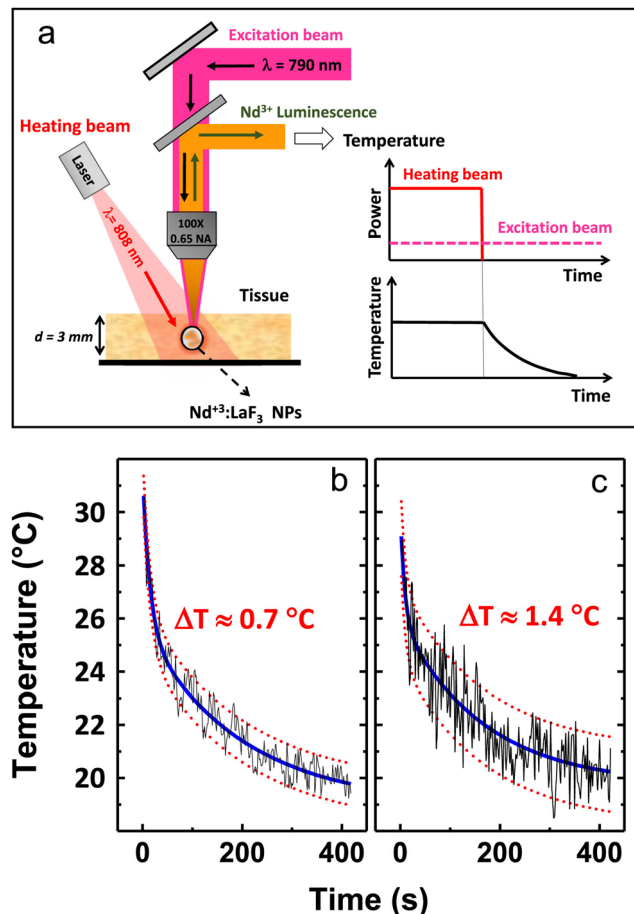 a
Excitation beam
λ = 790 nm
Nd3+ Luminescence
Temperature
Heating beam
Laser
λ= 808 nm
100X
0.65 NA
Tissue
d = 3 mm
Nd+3:LaF3 NPs
Power
Heating beam
Excitation beam
Time
Temperature
Time
b
c
Temperature (°C)
30
28
26
24
22
20
ΔT ≈ 0.7 °C
ΔT ≈ 1.4 °C
0
200
400
0
200
400
Time (s)